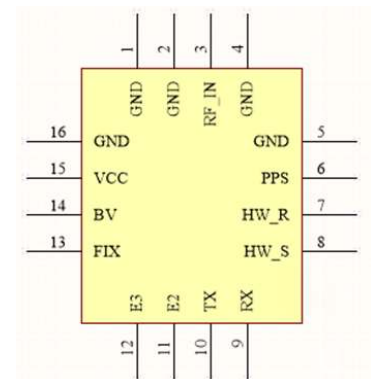 1 2 3 4
GND GND RF_IN GND
16 GND GND 5
15 VCC PPS 6
14 BV HW_R 7
13 FIX HW_S 8
E3 E2 TX RX
12 11 10 9